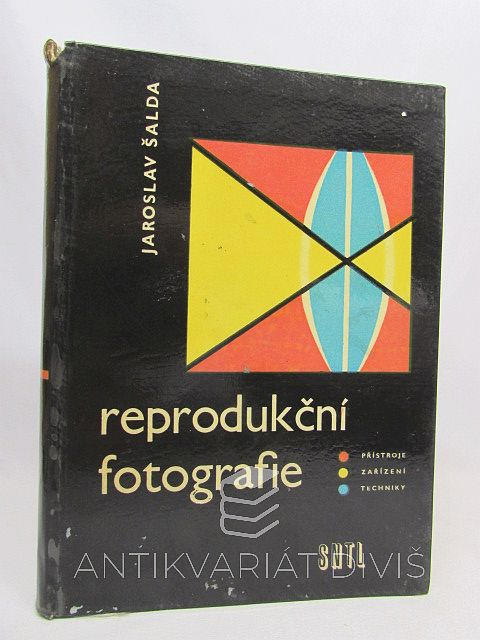 JAROSLAV ŠALDA
reprodukční
fotografie
PŘÍSTROJE
ZAŘÍZENÍ
TECHNIKY
SNTL
ANTIKVARIÁT DIVIŠ